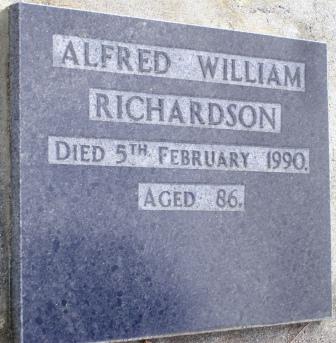 ALFRED WILLIAM
RICHARDSON
DIED 5TH FEBRUARY 1990.
AGED 86.